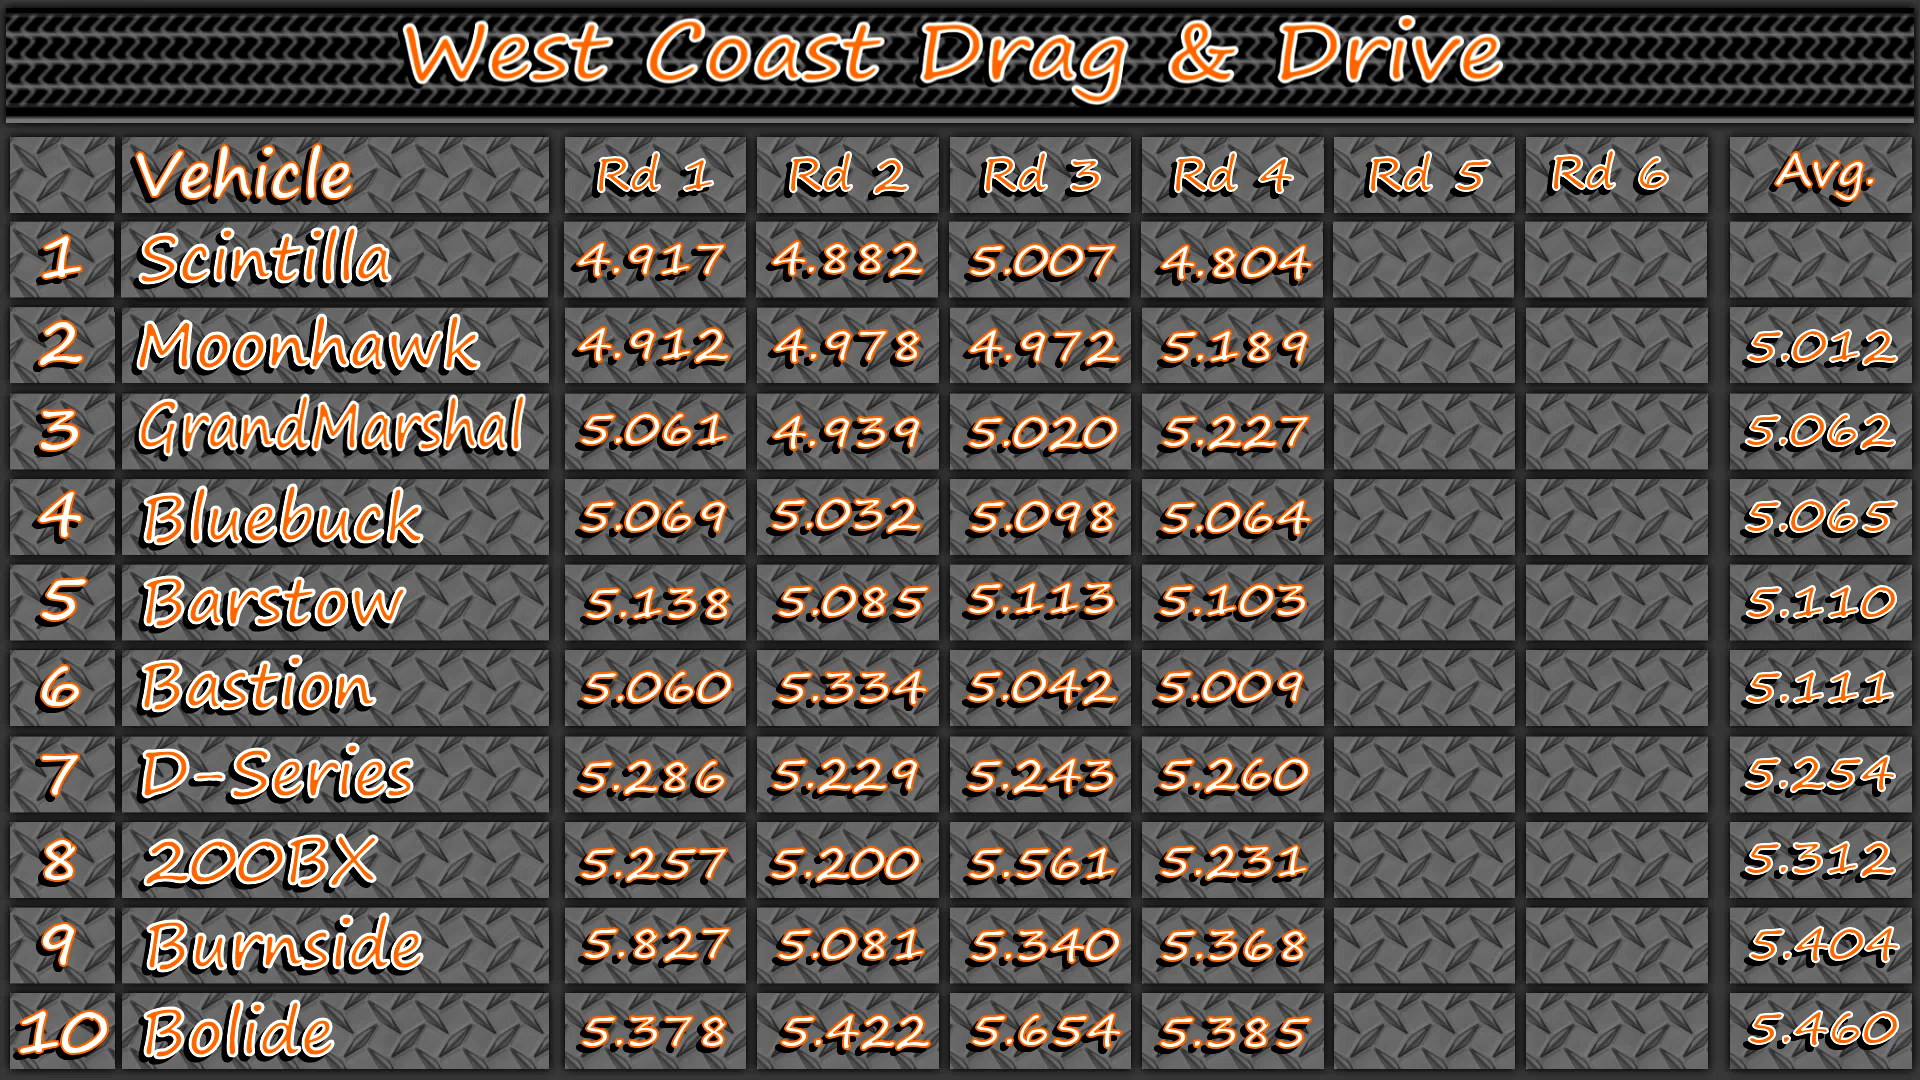 West Coast Drag & Drive
Vehicle Rd 1 Rd 2 Rd 3 Rd 4 Rd 5 Rd 6 Avg.
1 Scintilla 4.917 4.882 5.007 4.804
2 Moonhawk 4.912 4.978 4.972 5.189 5.012
3 GrandMarshal 5.061 4.939 5.020 5.227 5.062
4 Bluebuck 5.069 5.032 5.098 5.064 5.065
5 Barstow 5.138 5.085 5.113 5.103 5.110
6 Bastion 5.060 5.334 5.042 5.009 5.111
7 D-Series 5.286 5.229 5.243 5.260 5.254
8 200BX 5.257 5.200 5.561 5.231 5.312
9 Burnside 5.827 5.081 5.340 5.368 5.404
10 Bolide 5.378 5.422 5.654 5.385 5.460